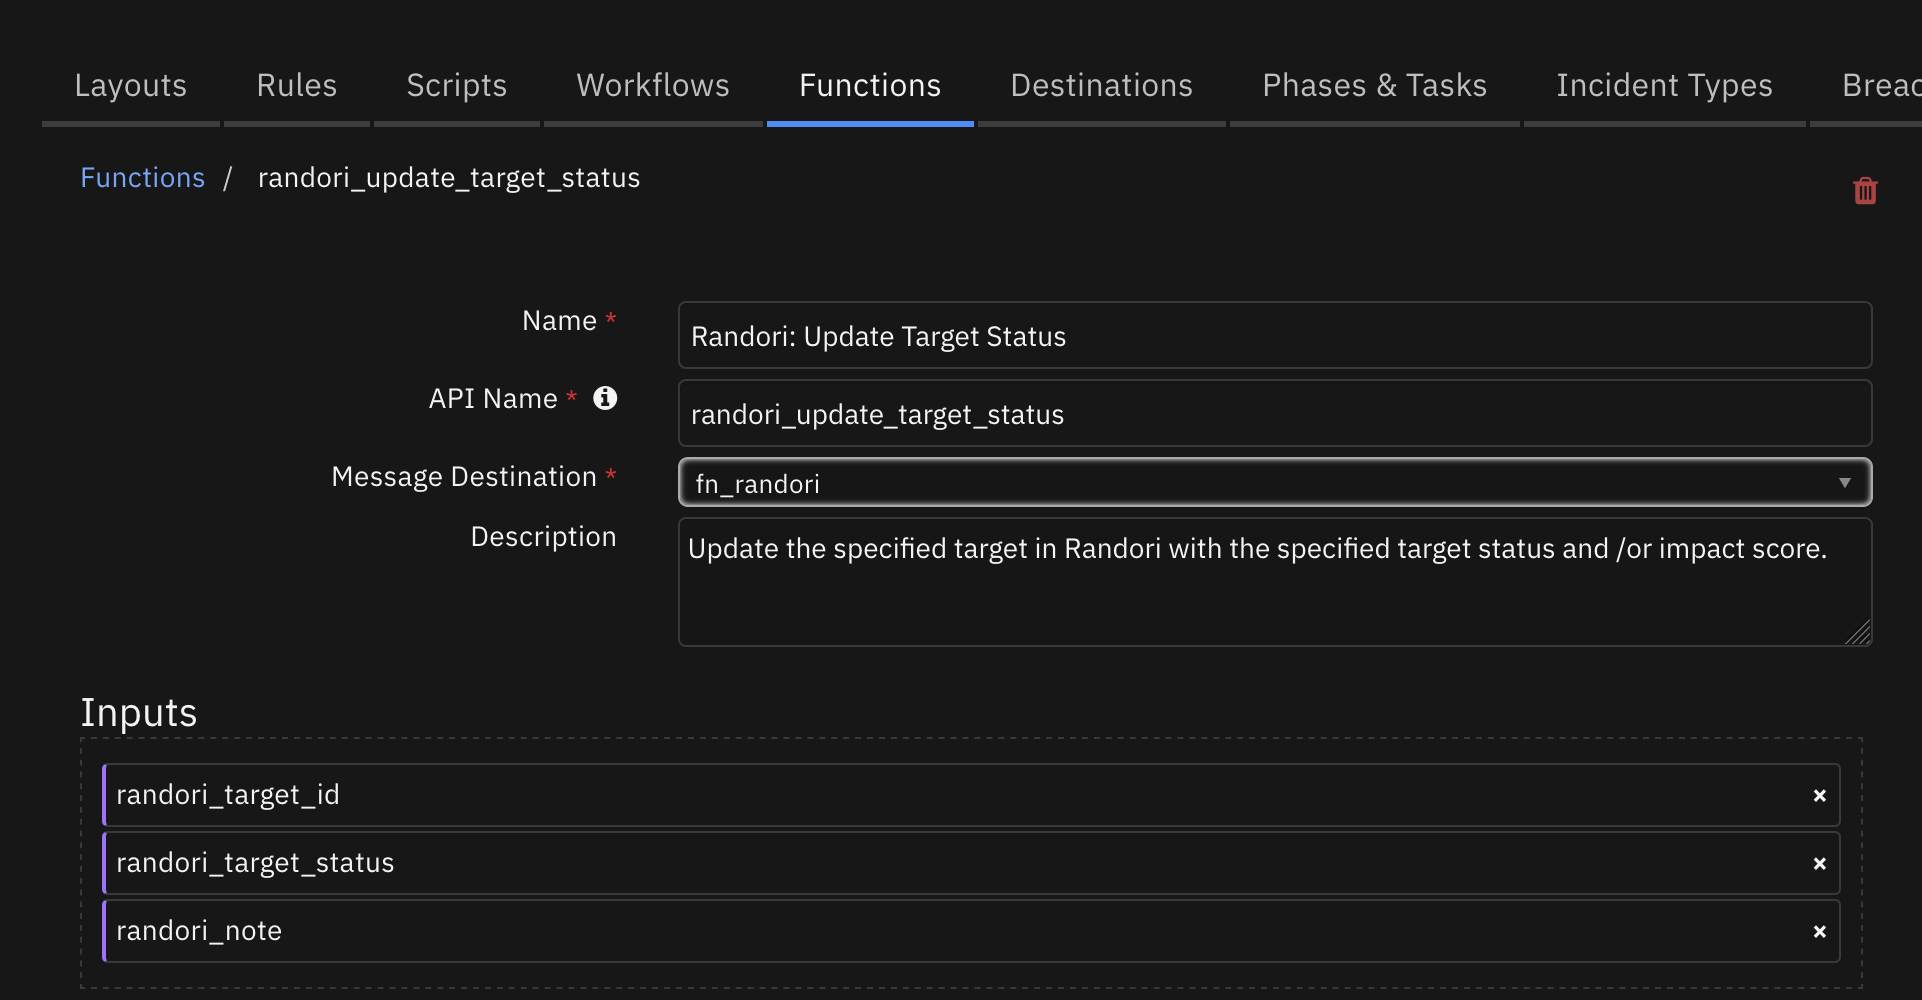 Layouts Rules Scripts Workflows Functions Destinations Phases & Tasks Incident Types Breac
Functions / randori_update_target_status
Name * Randori: Update Target Status
API Name * randori_update_target_status
Message Destination * fn_randori
Description Update the specified target in Randori with the specified target status and /or impact score.
Inputs
randori_target_id
randori_target_status
randori_note